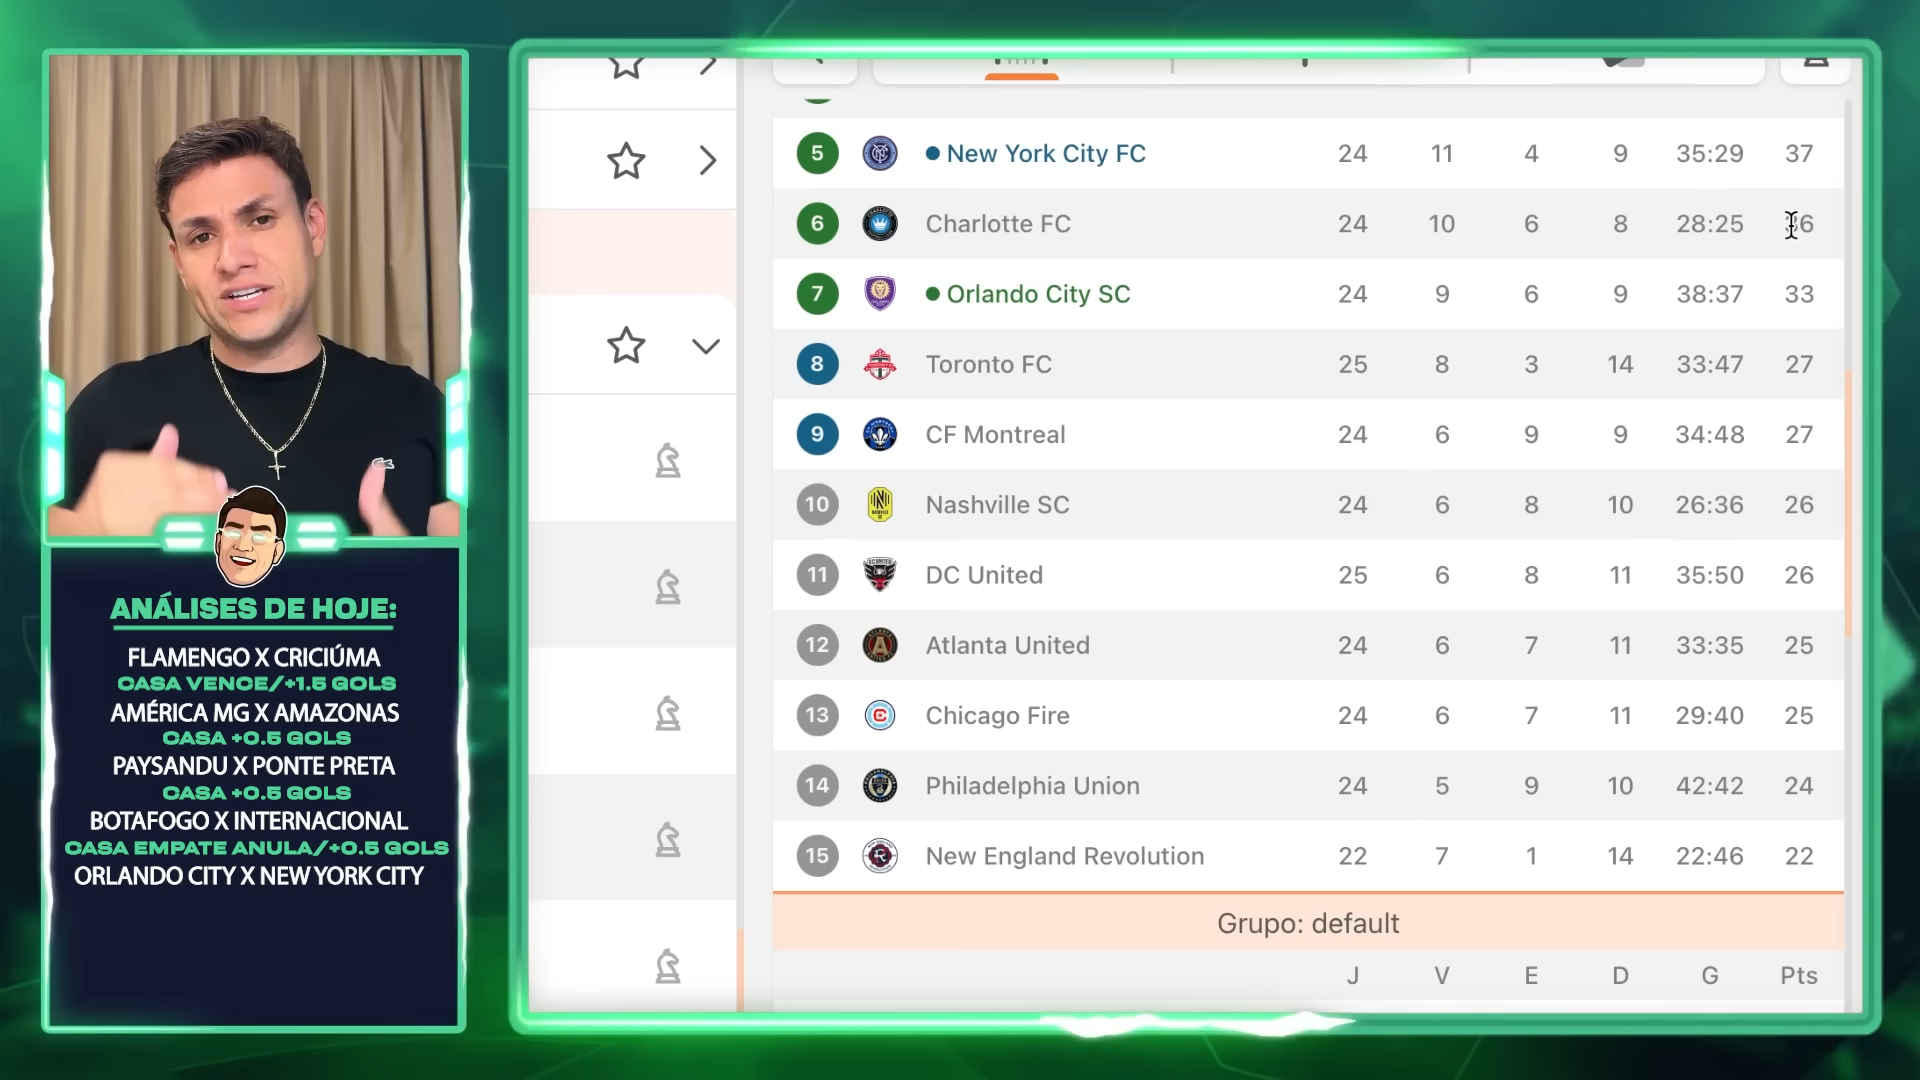 ANÁLISES DE HOJE:
FLAMENGO X CRICIÚMA
CASA VENCE/+1.5 GOLS
AMÉRICA MG X AMAZONAS
CASA +0.5 GOLS
PAYSANDU X PONTE PRETA
CASA +0.5 GOLS
BOTAFOGO X INTERNACIONAL
CASA EMPATE ANULA/+0.5 GOLS
ORLANDO CITY X NEW YORK CITY
5 New York City FC 24 11 4 9 35:29 37
6 Charlotte FC 24 10 6 8 28:25
7 Orlando City SC 24 9 6 9 38:37 33
8 Toronto FC 25 8 3 14 33:47 27
9 CF Montreal 24 6 9 9 34:48 27
10 Nashville SC 24 6 8 10 26:36 26
11 DC United 25 6 8 11 35:50 26
12 Atlanta United 24 6 7 11 33:35 25
13 Chicago Fire 24 6 7 11 29:40 25
14 Philadelphia Union 24 5 9 10 42:42 24
15 New England Revolution 22 7 1 14 22:46 22
Grupo: default
J V E D G Pts